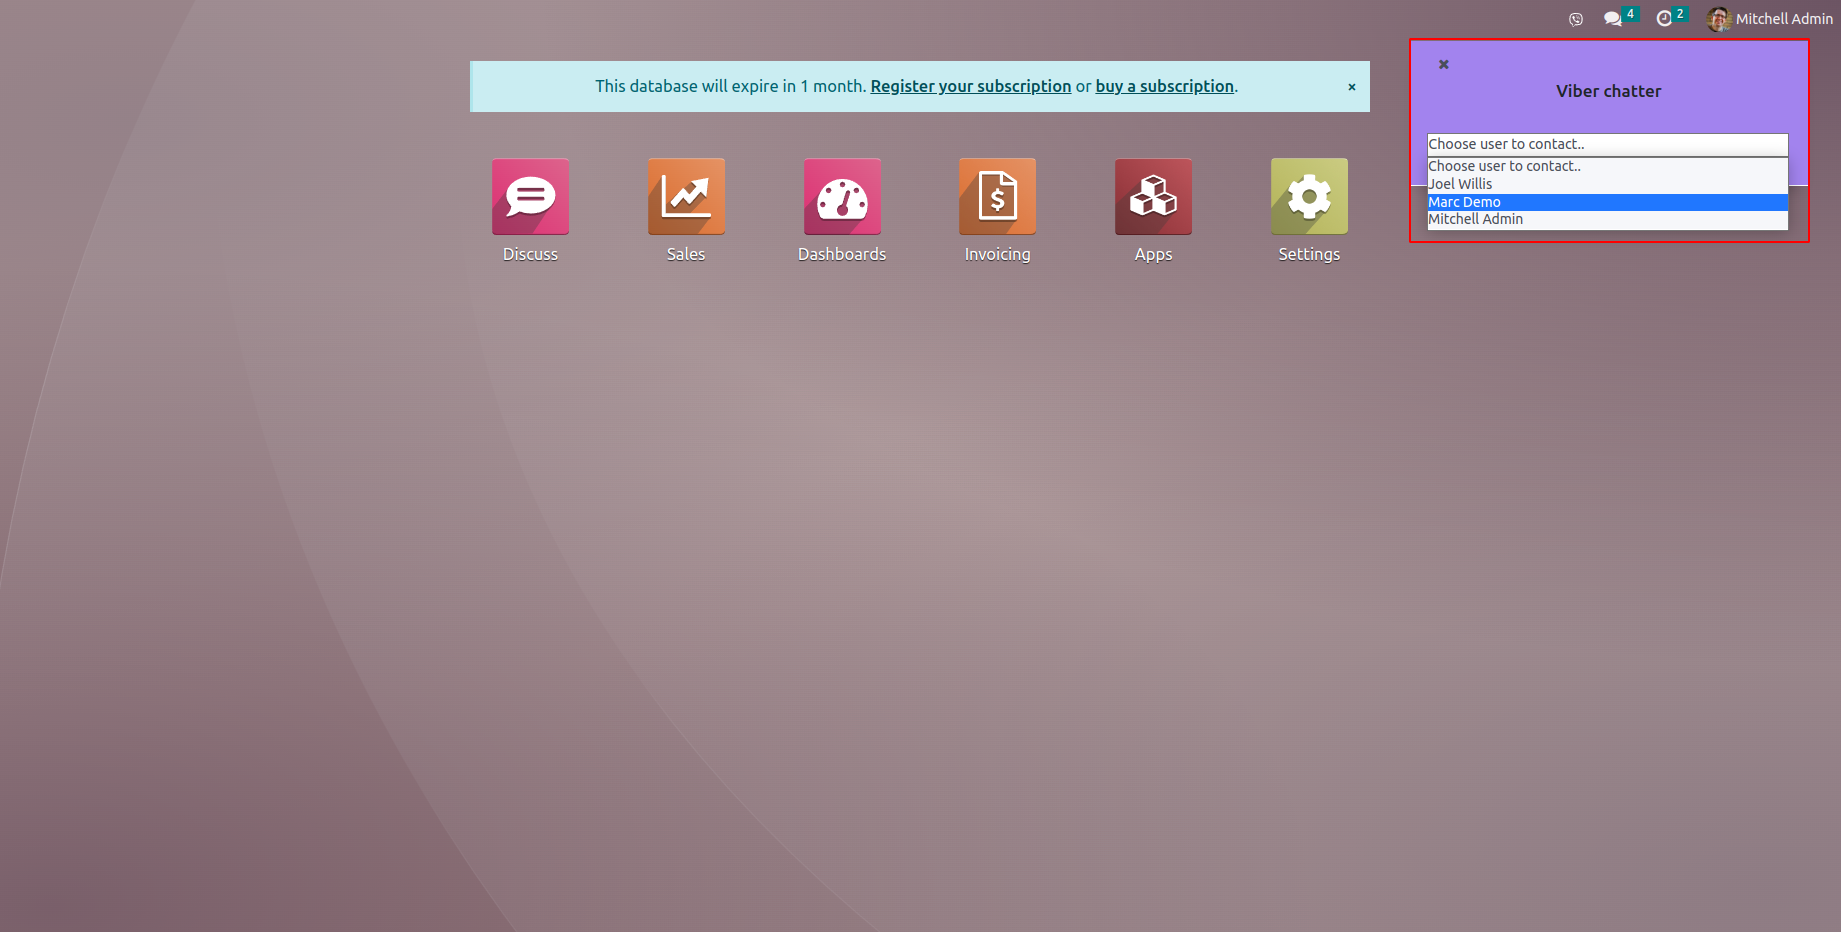 4
2
Mitchell Admin
This database will expire in 1 month. Register your subscription or buy a subscription.
Viber chatter
Choose user to contact..
Choose user to contact..
Joel Willis
Marc Demo
Mitchell Admin
Discuss
Sales
Dashboards
Invoicing
Apps
Settings